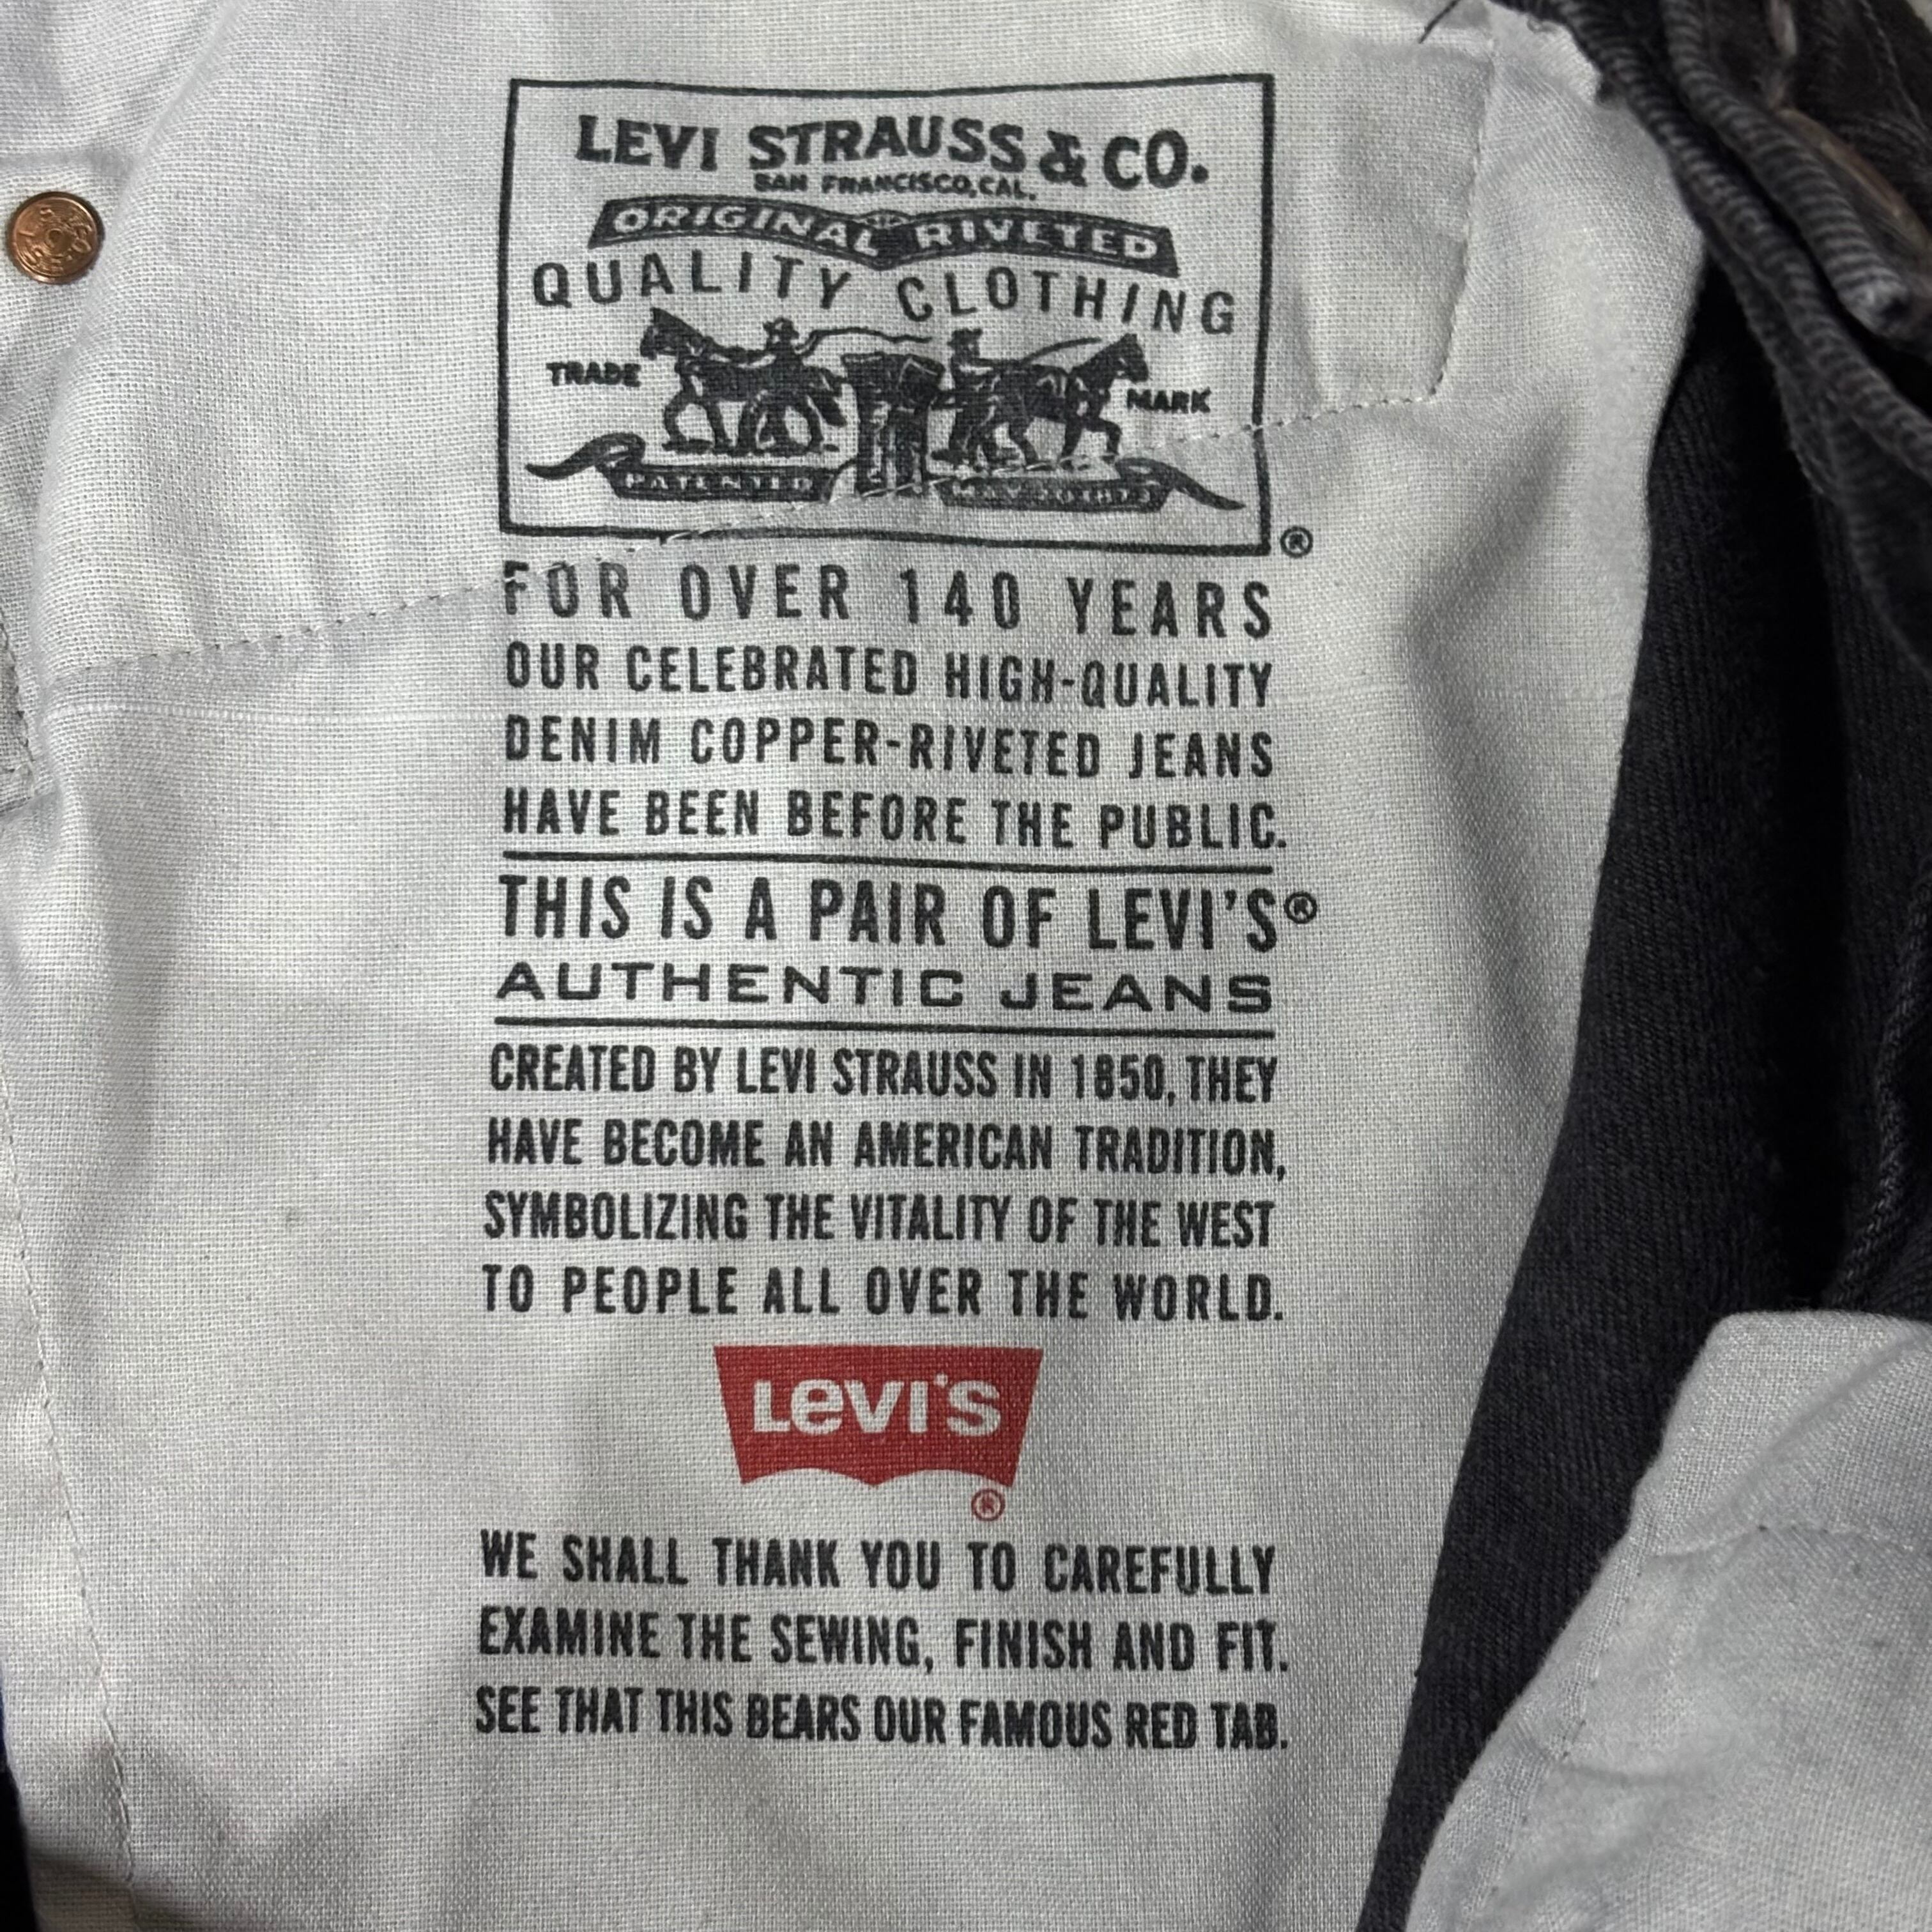 LEVI STRAUSS & CO.
SAN FRANCISCO, CAL.
ORIGINAL RIVETED
QUALITY CLOTHING
TRADE MARK
PATENTED MAY 20 1873
®
FOR OVER 140 YEARS
OUR CELEBRATED HIGH-QUALITY
DENIM COPPER-RIVETED JEANS
HAVE BEEN BEFORE THE PUBLIC.
THIS IS A PAIR OF LEVI'S®
AUTHENTIC JEANS
CREATED BY LEVI STRAUSS IN 1850, THEY
HAVE BECOME AN AMERICAN TRADITION,
SYMBOLIZING THE VITALITY OF THE WEST
TO PEOPLE ALL OVER THE WORLD.
LEVI'S
®
WE SHALL THANK YOU TO CAREFULLY
EXAMINE THE SEWING, FINISH AND FIT.
SEE THAT THIS BEARS OUR FAMOUS RED TAB.